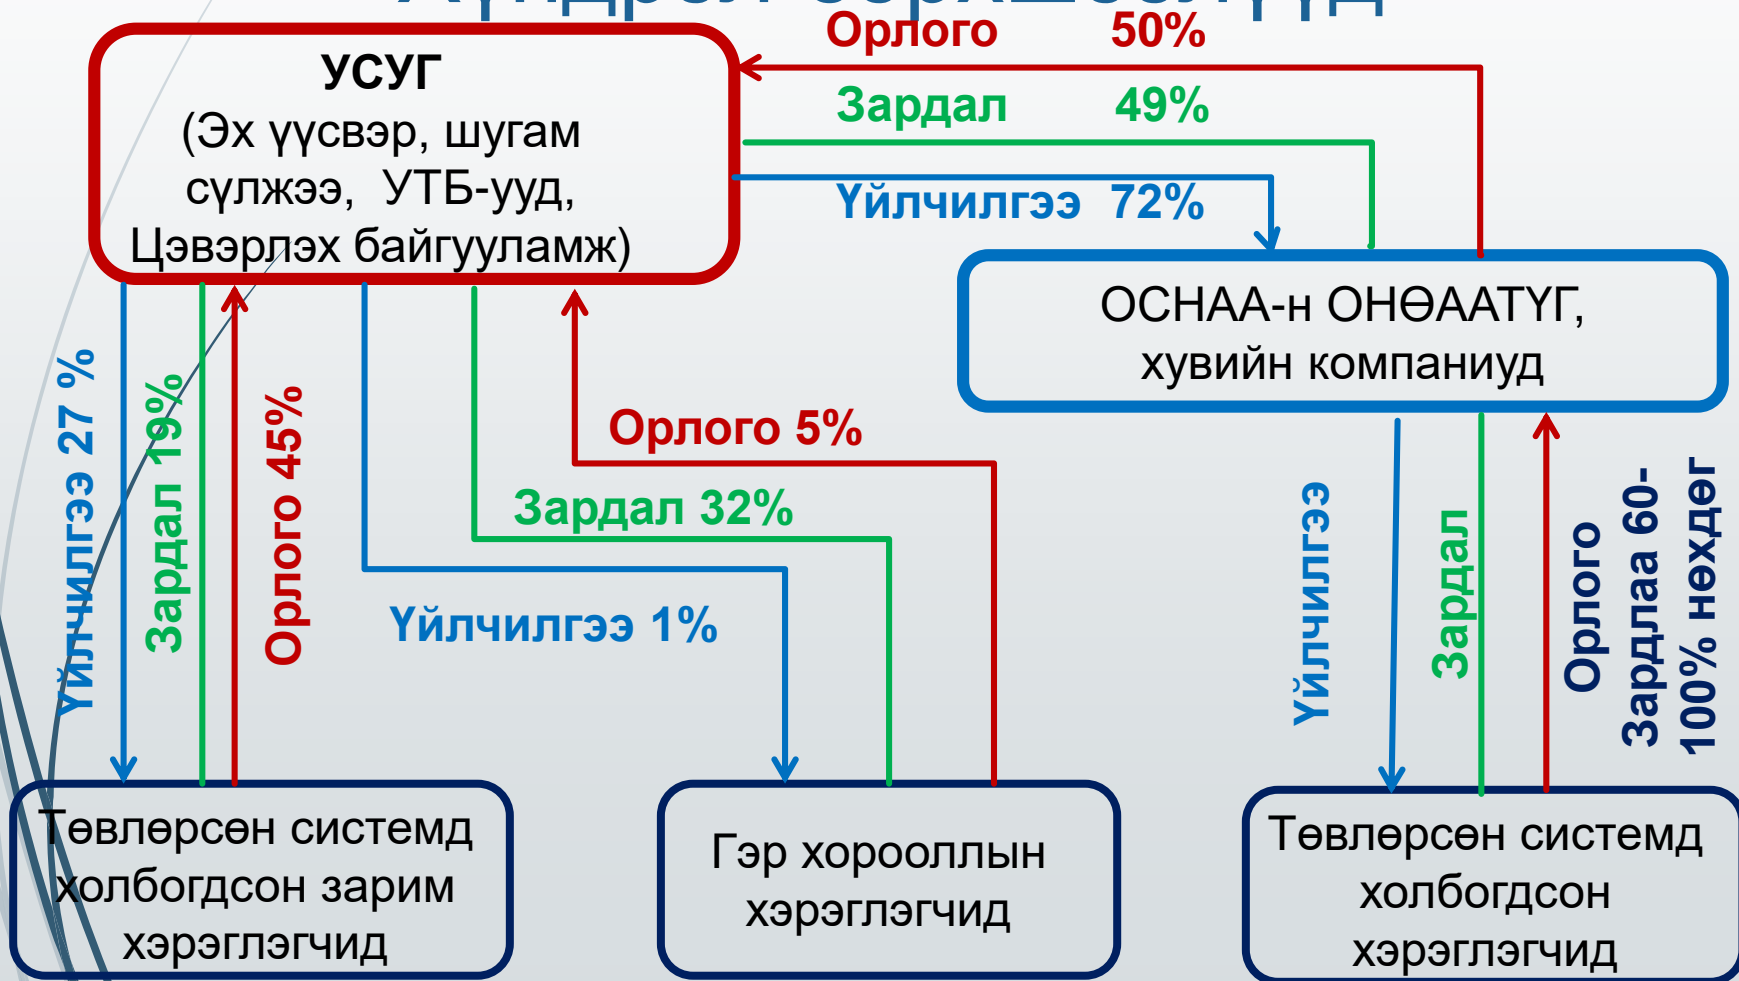 УСУГ
(Эх үүсвэр, шугам
сүлжээ, УТБ-ууд,
Цэвэрлэх байгууламж)
Орлого 50%
Зардал 49%
Үйлчилгээ 72%
ОСНАА-н ОНӨААТҮГ,
хувийн компаниуд
Үйлчилгээ 27 %
Зардал 19%
Орлого 45%
Орлого 5%
Зардал 32%
Үйлчилгээ 1%
Үйлчилгээ
Зардал
Орлого
Зардлаа 60-
100% нөхдөг
Төвлөрсөн системд
холбогдсон зарим
хэрэглэгчид
Гэр хорооллын
хэрэглэгчид
Төвлөрсөн системд
холбогдсон
хэрэглэгчид